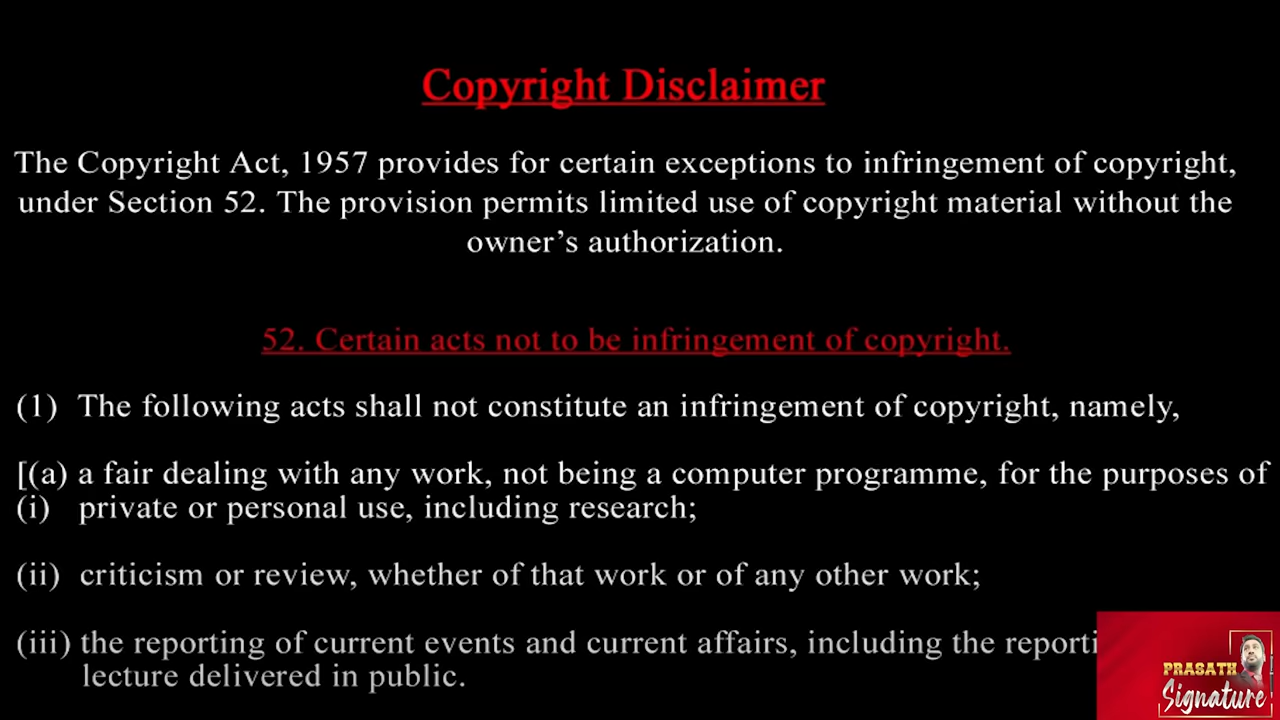 Copyright Disclaimer
The Copyright Act, 1957 provides for certain exceptions to infringement of copyright,
under Section 52. The provision permits limited use of copyright material without the
owner’s authorization.
52. Certain acts not to be infringement of copyright.
(1) The following acts shall not constitute an infringement of copyright, namely,
[(a) a fair dealing with any work, not being a computer programme, for the purposes of
(i) private or personal use, including research;
(ii) criticism or review, whether of that work or of any other work;
(iii) the reporting of current events and current affairs, including the reporti
lecture delivered in public.
PRASATH
Signature